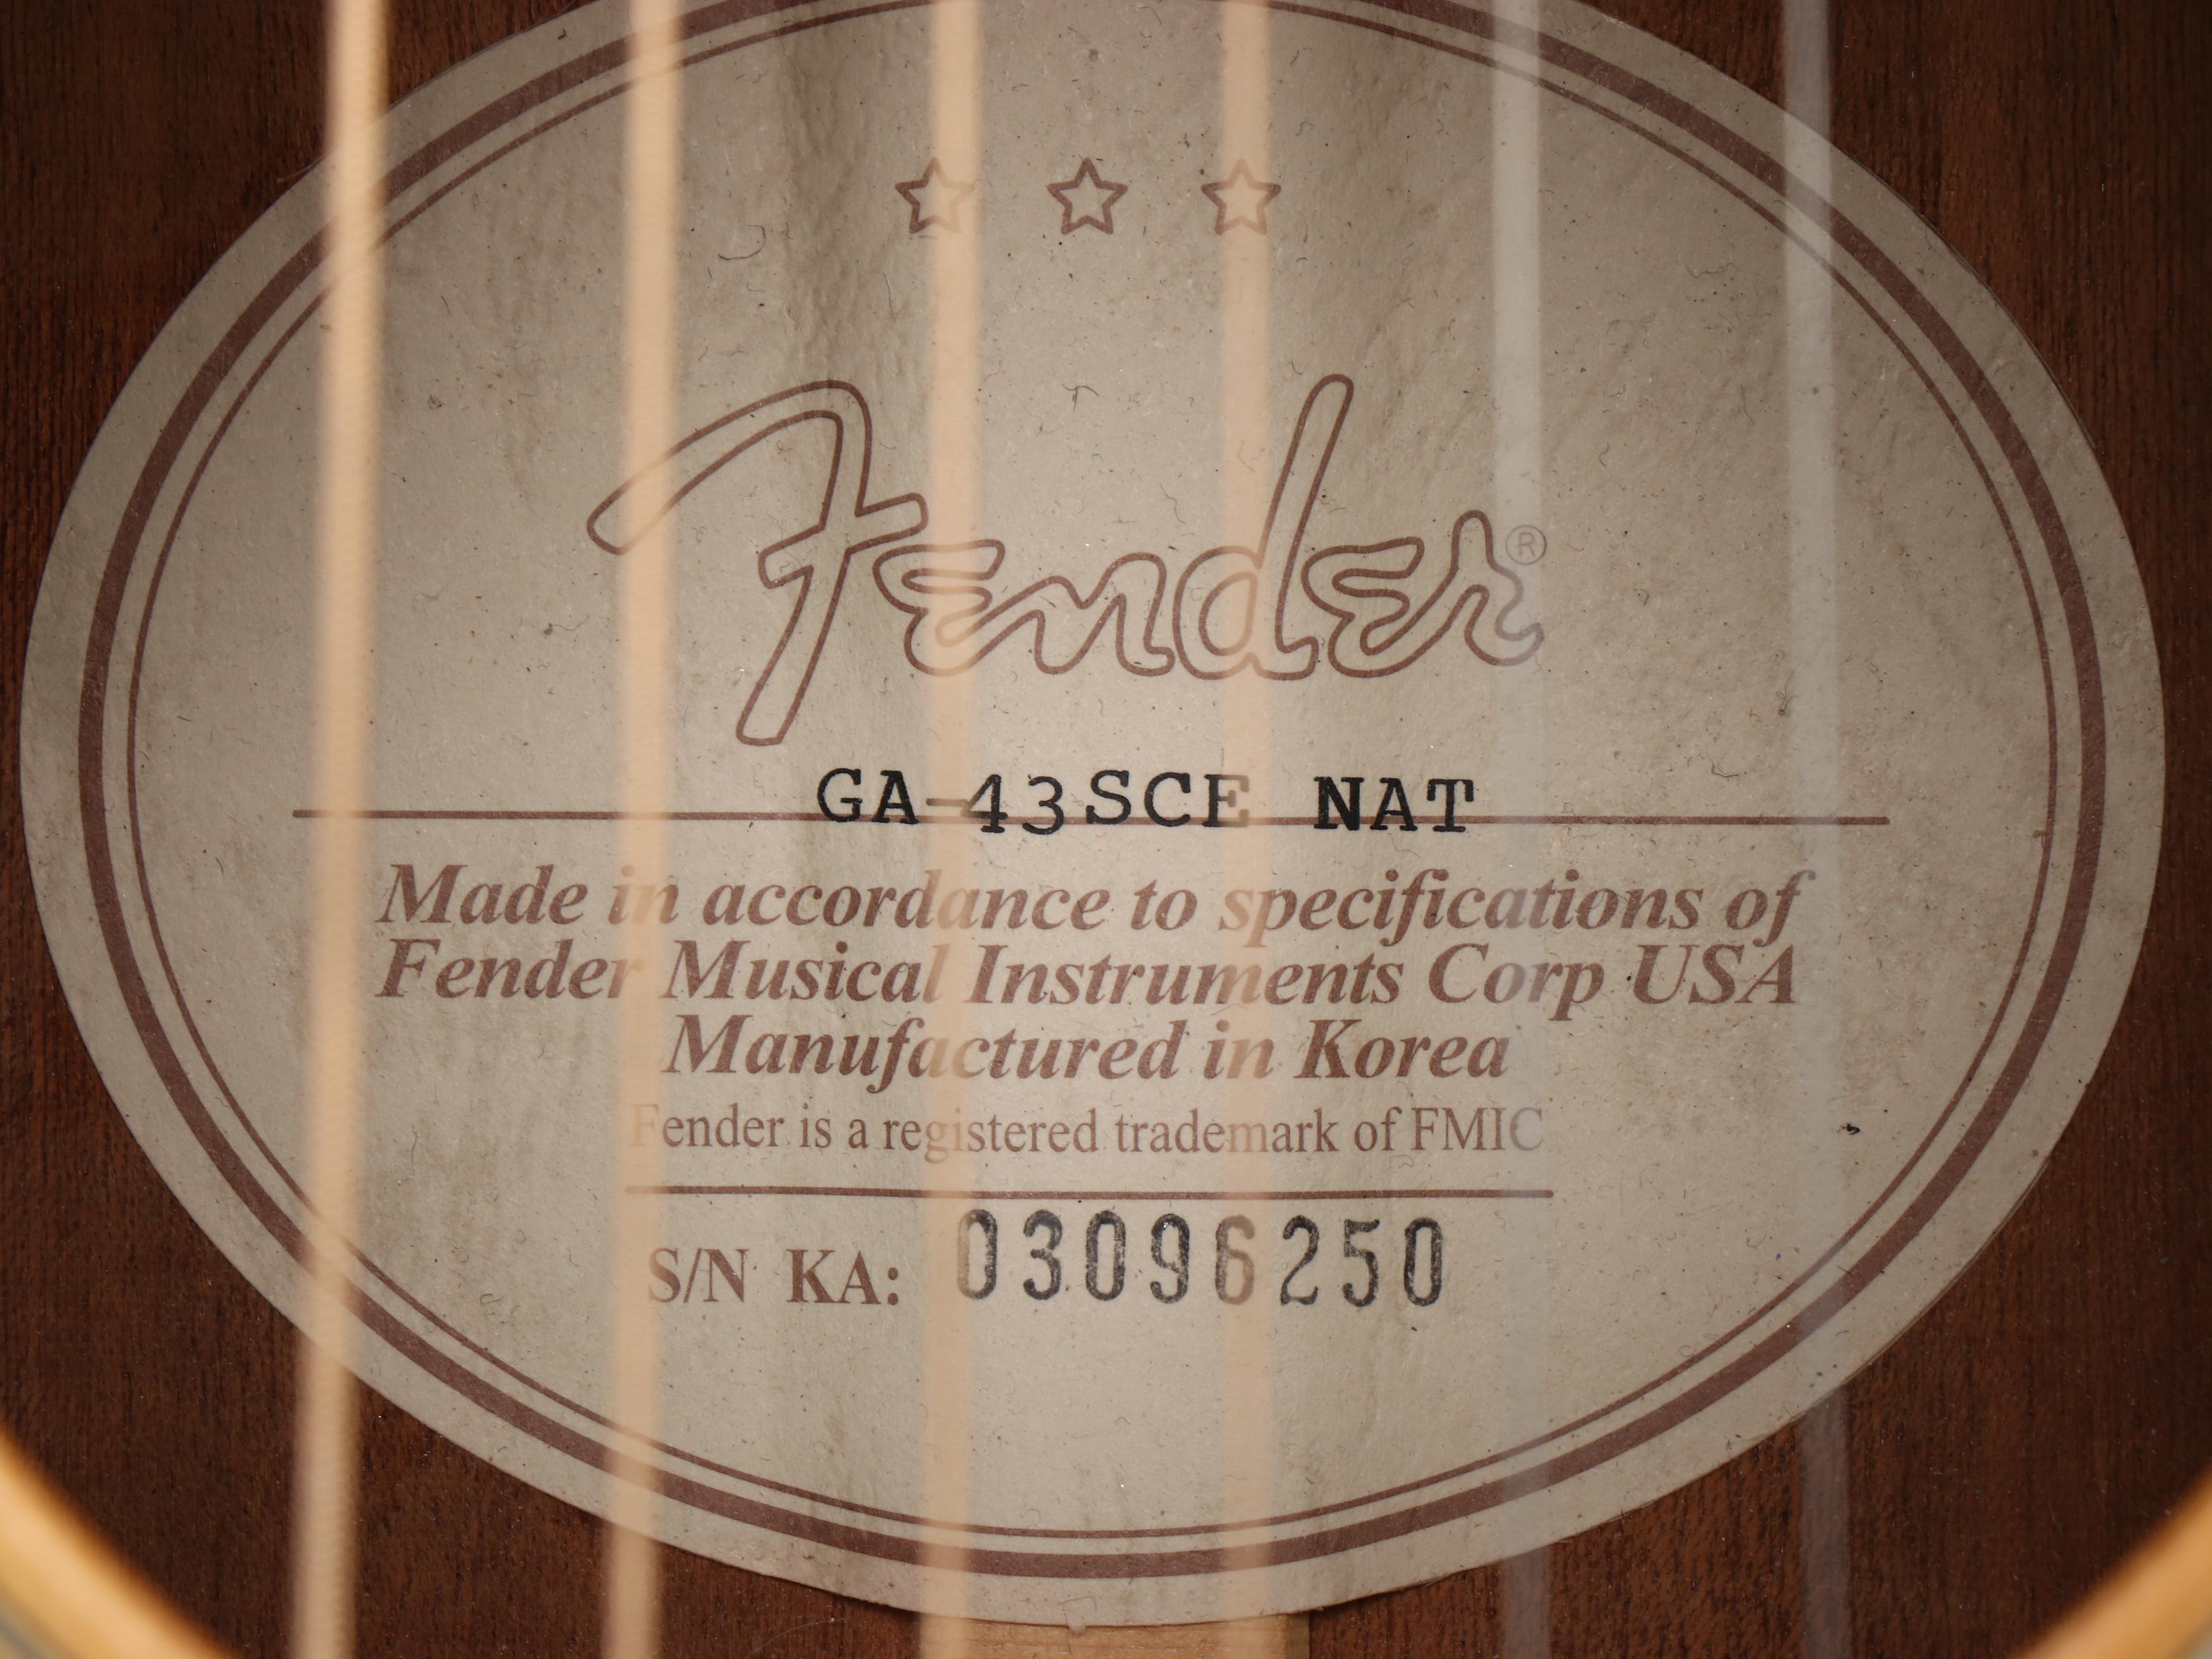 Fender®
GA-43SCE NAT
Made in accordance to specifications of
Fender Musical Instruments Corp USA
Manufactured in Korea
Fender is a registered trademark of FMIC
S/N KA: 03096250